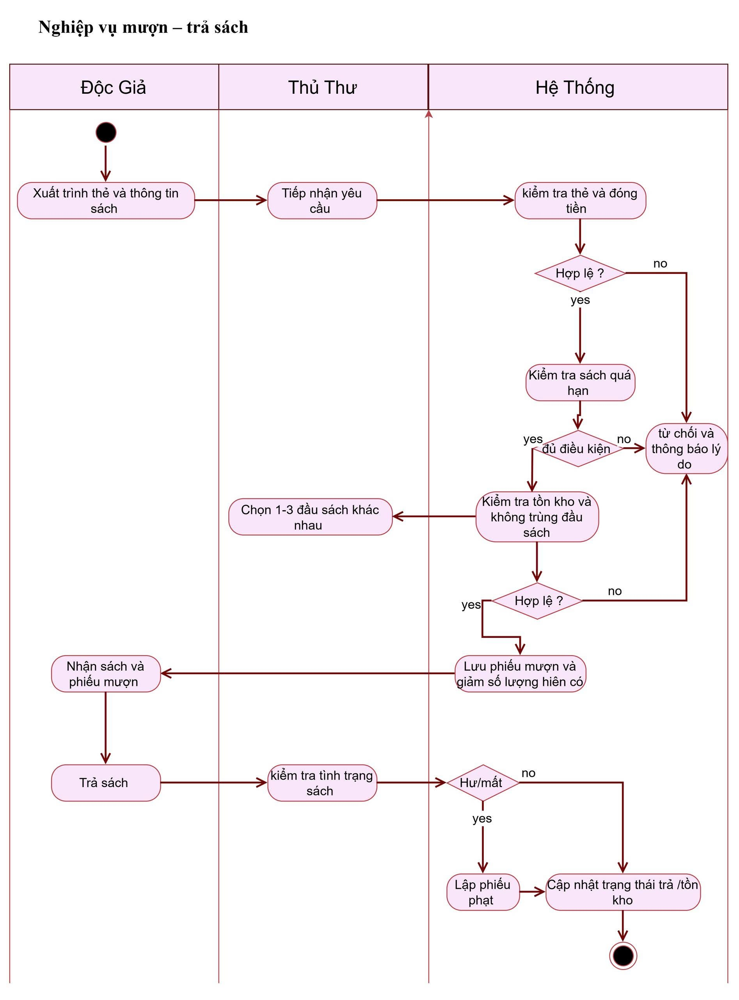 Nghiệp vụ mượn – trả sách
Độc Giả
Thủ Thư
Hệ Thống
Xuất trình thẻ và thông tin
sách
Tiếp nhận yêu
cầu
kiểm tra thẻ và đóng
tiền
Hợp lệ ?
no
yes
Kiểm tra sách quá
hạn
yes
đủ điều kiện
no
từ chối và
thông báo lý
do
Chọn 1-3 đầu sách khác
nhau
Kiểm tra tồn kho và
không trùng đầu
sách
Hợp lệ ?
no
yes
Nhận sách và
phiếu mượn
Lưu phiếu mượn và
giảm số lượng hiên có
Trả sách
kiểm tra tình trạng
sách
Hư/mất
no
yes
Lập phiếu
phạt
Cập nhật trạng thái trả /tồn
kho